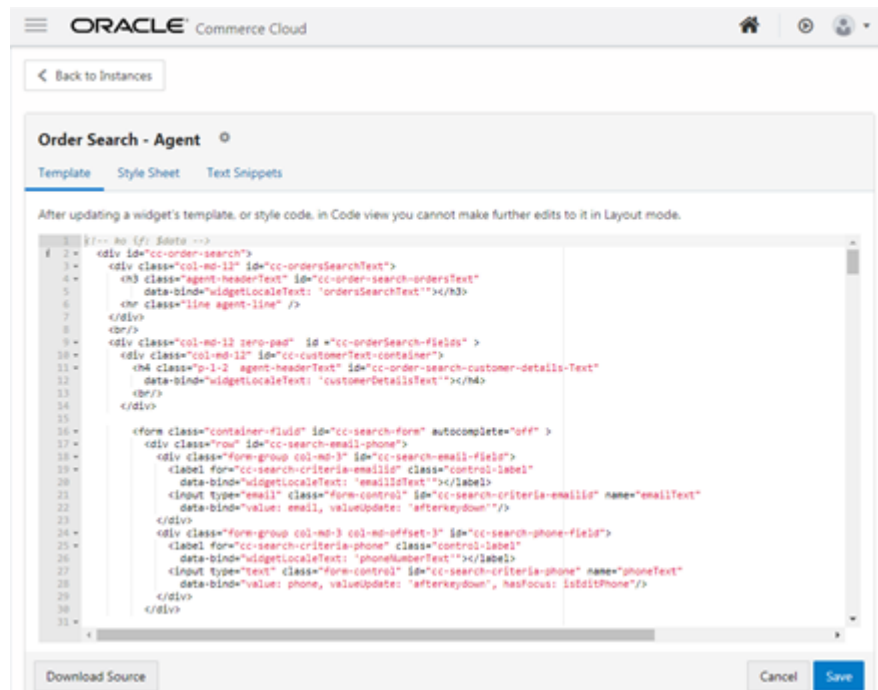 ORACLE Commerce Cloud
Back to Instances
Order Search - Agent
Template Style Sheet Text Snippets
After updating a widget's template, or style code, in Code view you cannot make further edits to it in Layout mode.
1 <!-- ko if: $data -->
2 <div id="cc-order-search">
3 <div class="col-md-12" id="cc-ordersSearchText">
4 <h3 class="agent-headerText" id="cc-order-search-ordersText"
5 data-bind="widgetLocaleText: 'ordersSearchText'"></h3>
6 <hr class="line agent-line" />
7 </div>
8 <br/>
9 <div class="col-md-12 zero-pad" id ="cc-orderSearch-fields" >
10 <div class="col-md-12" id="cc-customerText-container">
11 <h4 class="p-l-2 agent-headerText" id="cc-order-search-customer-details-Text"
12 data-bind="widgetLocaleText: 'customerDetailsText'"></h4>
13 <br/>
14 </div>
15
16 <form class="container-fluid" id="cc-search-form" autocomplete="off" >
17 <div class="row" id="cc-search-email-phone">
18 <div class="form-group col-md-3" id="cc-search-email-field">
19 <label for="cc-search-criteria-emailid" class="control-label"
20 data-bind="widgetLocaleText: 'emailIdText'"></label>
21 <input type="email" class="form-control" id="cc-search-criteria-emailid" name="emailText"
22 data-bind="value: email, valueUpdate: 'afterkeydown'"/>
23 </div>
24 <div class="form-group col-md-3 col-md-offset-3" id="cc-search-phone-field">
25 <label for="cc-search-criteria-phone" class="control-label"
26 data-bind="widgetLocaleText: 'phoneNumberText'"></label>
27 <input type="text" class="form-control" id="cc-search-criteria-phone" name="phoneText"
28 data-bind="value: phone, valueUpdate: 'afterkeydown', hasFocus: isEditPhone"/>
29 </div>
30 </div>
31
Download Source Cancel Save